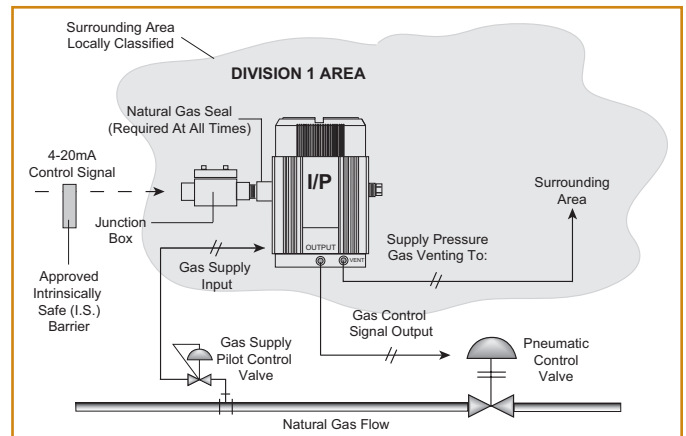 Surrounding Area
Locally Classified
DIVISION 1 AREA
Natural Gas Seal
(Required At All Times)
4-20mA
Control Signal
I/P
Surrounding
Area
Junction
Box
OUTPUT
VENT
Supply Pressure
Gas Venting To:
Gas Supply
Input
Approved
Intrinsically
Safe (I.S.)
Barrier
Gas Control
Signal Output
Gas Supply
Pilot Control
Valve
Pneumatic
Control
Valve
Natural Gas Flow